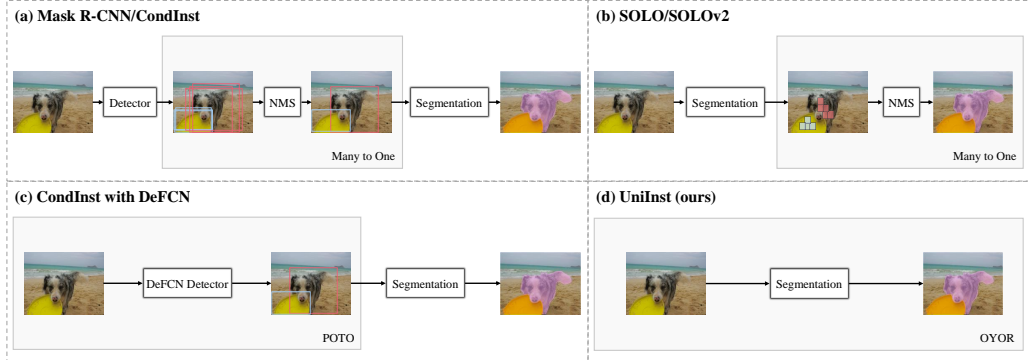 (a) Mask R-CNN/CondInst
Detector
NMS
Segmentation
Many to One
(b) SOLO/SOLOv2
Segmentation
NMS
Many to One
(c) CondInst with DeFCN
DeFCN Detector
Segmentation
POTO
(d) UniInst (ours)
Segmentation
OYOR